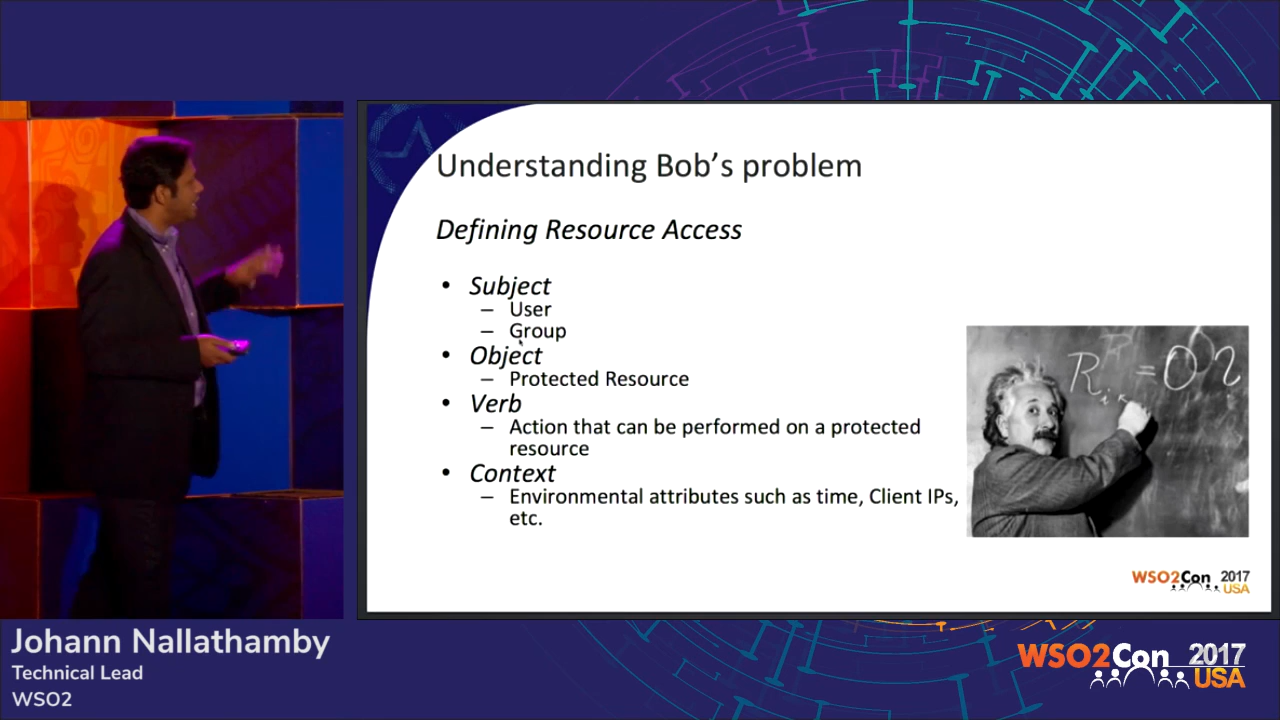 Understanding Bob's problem
Defining Resource Access
• Subject
– User
– Group
• Object
– Protected Resource
• Verb
– Action that can be performed on a protected
resource
• Context
– Environmental attributes such as time, Client IPs,
etc.
WSO2Con 2017
USA
Johann Nallathamby
Technical Lead
WSO2
WSO2Con 2017
USA